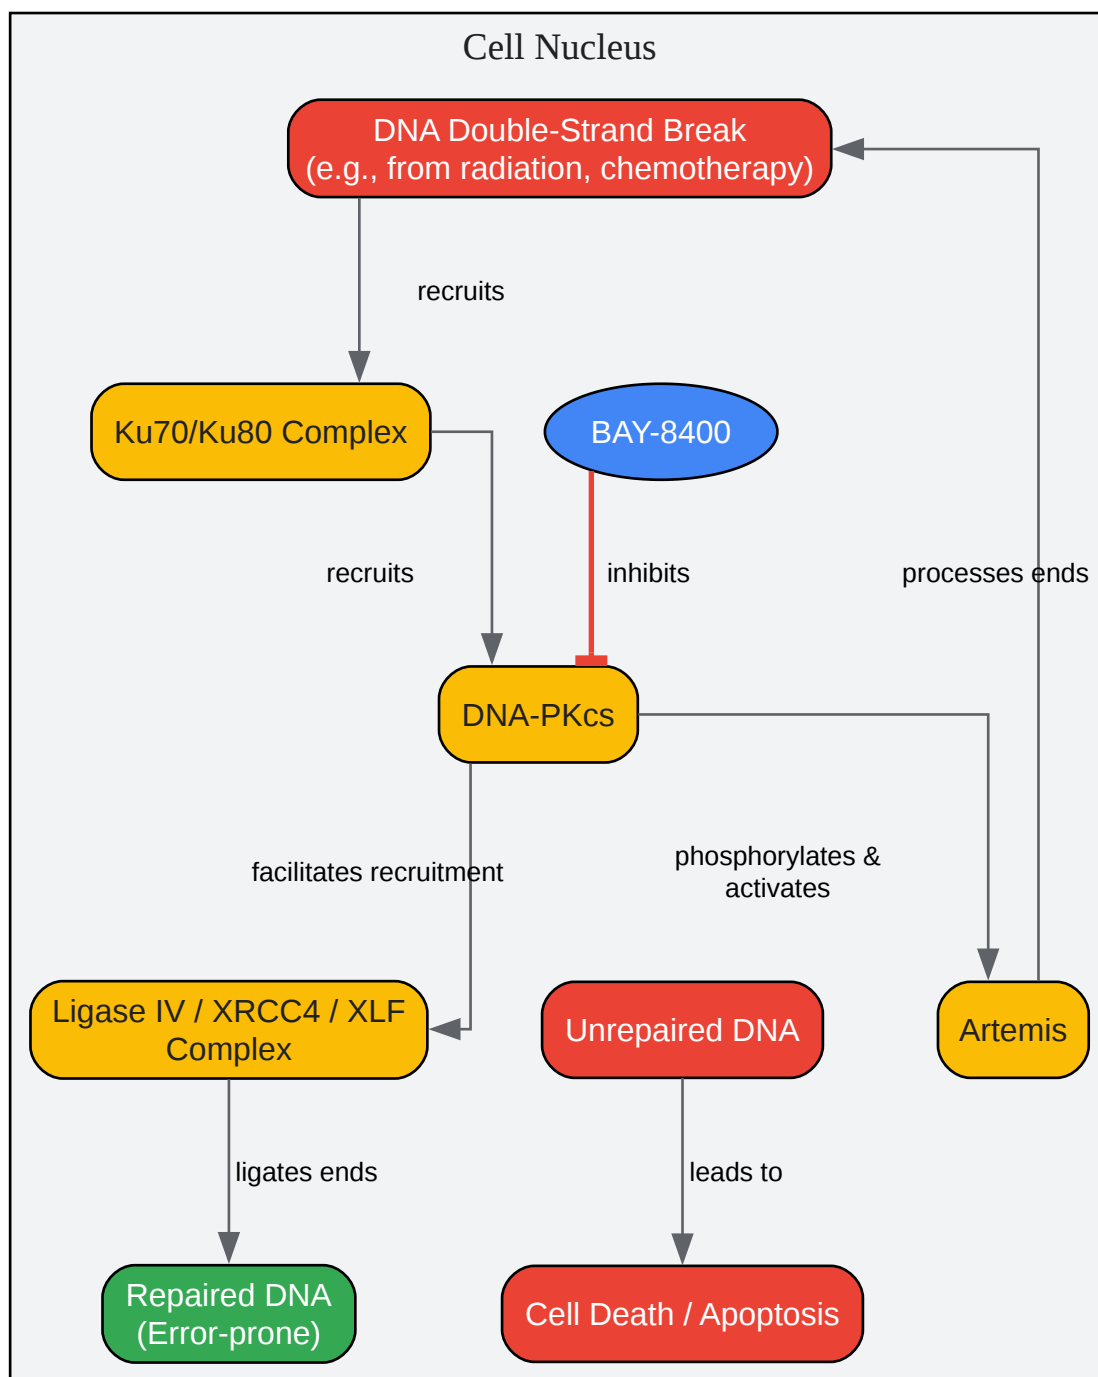 Cell Nucleus
DNA Double-Strand Break
(e.g., from radiation, chemotherapy)
recruits
Ku70/Ku80 Complex
BAY-8400
recruits
inhibits
processes ends
DNA-PKcs
facilitates recruitment
phosphorylates &
activates
Ligase IV / XRCC4 / XLF
Complex
Unrepaired DNA
Artemis
ligates ends
leads to
Repaired DNA
(Error-prone)
Cell Death / Apoptosis